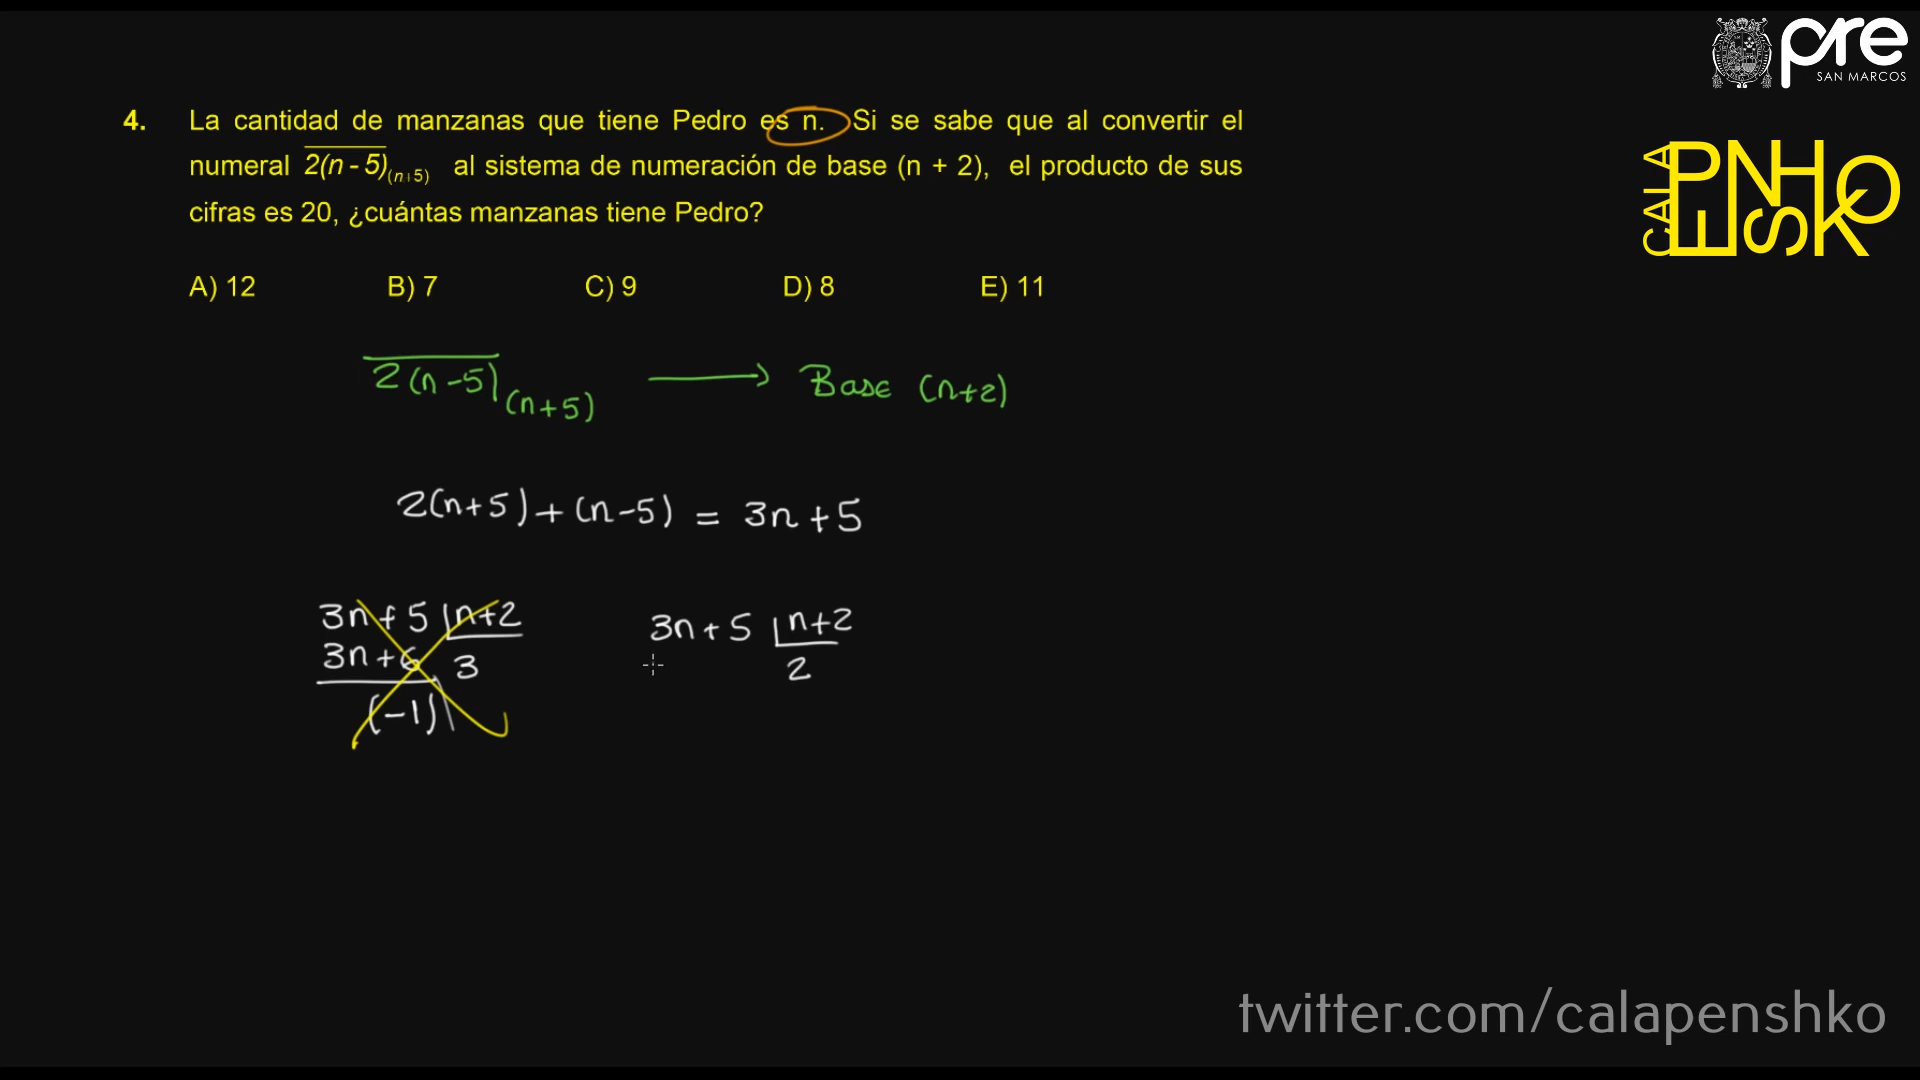 pre
SAN MARCOS
CALA
PENSHKO
4. La cantidad de manzanas que tiene Pedro es n. Si se sabe que al convertir el
numeral 2(n - 5)(n+5) al sistema de numeración de base (n + 2), el producto de sus
cifras es 20, ¿cuántas manzanas tiene Pedro?
A) 12 B) 7 C) 9 D) 8 E) 11
2(n-5)(n+5) → Base (n+2)
2(n+5)+(n-5) = 3n+5
3n+5 n+2 3n+5 n+2
3n+6 3 2
(-1)
twitter.com/calapenshko